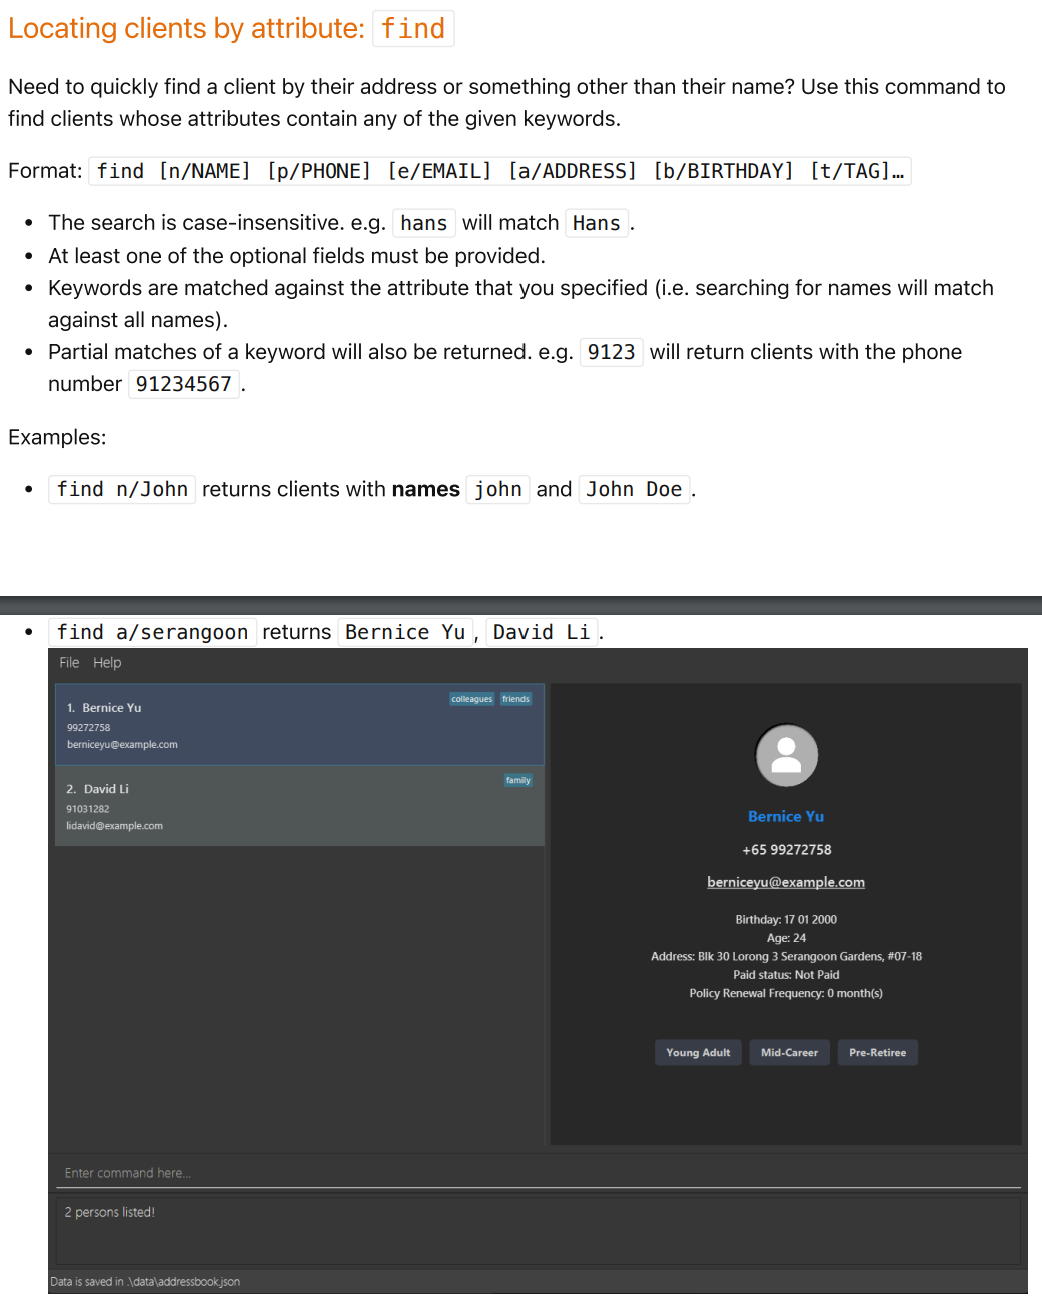 Locating clients by attribute: find
Need to quickly find a client by their address or something other than their name? Use this command to
find clients whose attributes contain any of the given keywords.
Format: find [n/NAME] [p/PHONE] [e/EMAIL] [a/ADDRESS] [b/BIRTHDAY] [t/TAG]…
• The search is case-insensitive. e.g. hans will match Hans .
• At least one of the optional fields must be provided.
• Keywords are matched against the attribute that you specified (i.e. searching for names will match
against all names).
• Partial matches of a keyword will also be returned. e.g. 9123 will return clients with the phone
number 91234567 .
Examples:
• find n/John returns clients with names john and John Doe .
• find a/serangoon returns Bernice Yu , David Li .
File Help
1. Bernice Yu
colleagues friends
99272758
berniceyu@example.com
2. David Li
family
91031282
lidavid@example.com
Bernice Yu
+65 99272758
berniceyu@example.com
Birthday: 17 01 2000
Age: 24
Address: Blk 30 Lorong 3 Serangoon Gardens, #07-18
Paid status: Not Paid
Policy Renewal Frequency: 0 month(s)
Young Adult Mid-Career Pre-Retiree
Enter command here...
2 persons listed!
Data is saved in .\data\addressbook.json